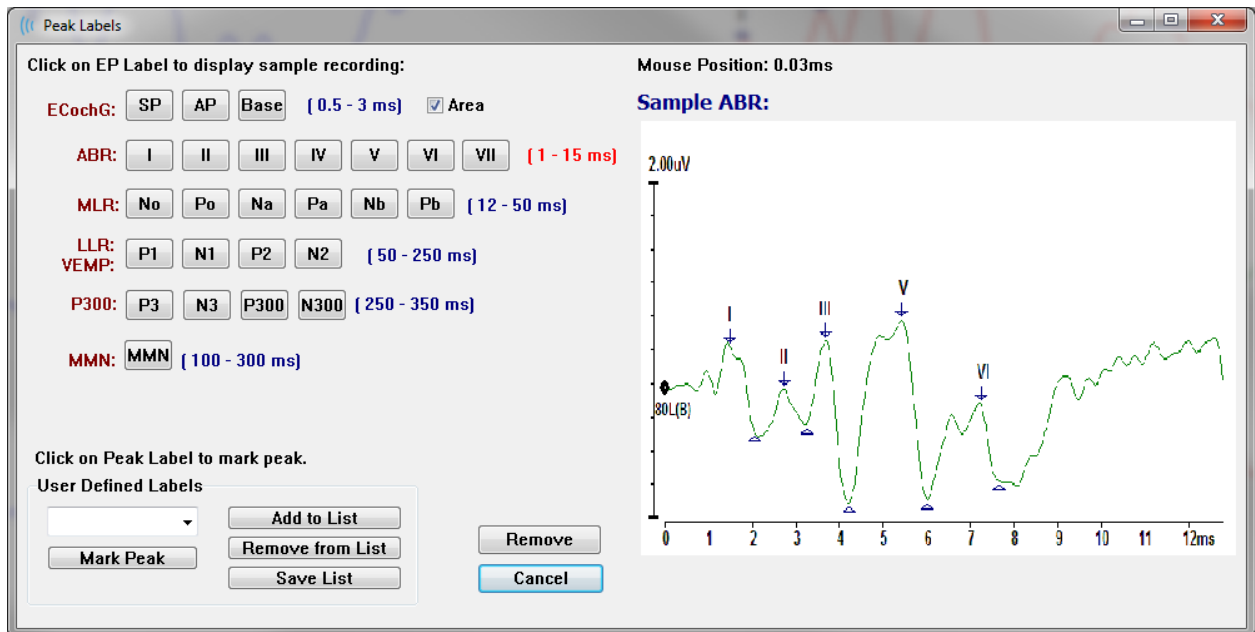 Peak Labels
Click on EP Label to display sample recording:
Mouse Position: 0.03ms
ECochG: SP AP Base ( 0.5 - 3 ms) Area
Sample ABR:
ABR: I II III IV V VI VII ( 1 - 15 ms)
MLR: No Po Na Pa Nb Pb ( 12 - 50 ms)
LLR:
VEMP: P1 N1 P2 N2 ( 50 - 250 ms)
P300: P3 N3 P300 N300 ( 250 - 350 ms)
MMN: MMN ( 100 - 300 ms)
2.00uV
I II III V VI
80L(B)
0 1 2 3 4 5 6 7 8 9 10 11 12ms
Click on Peak Label to mark peak.
User Defined Labels
Add to List
Mark Peak
Remove from List
Save List
Remove
Cancel